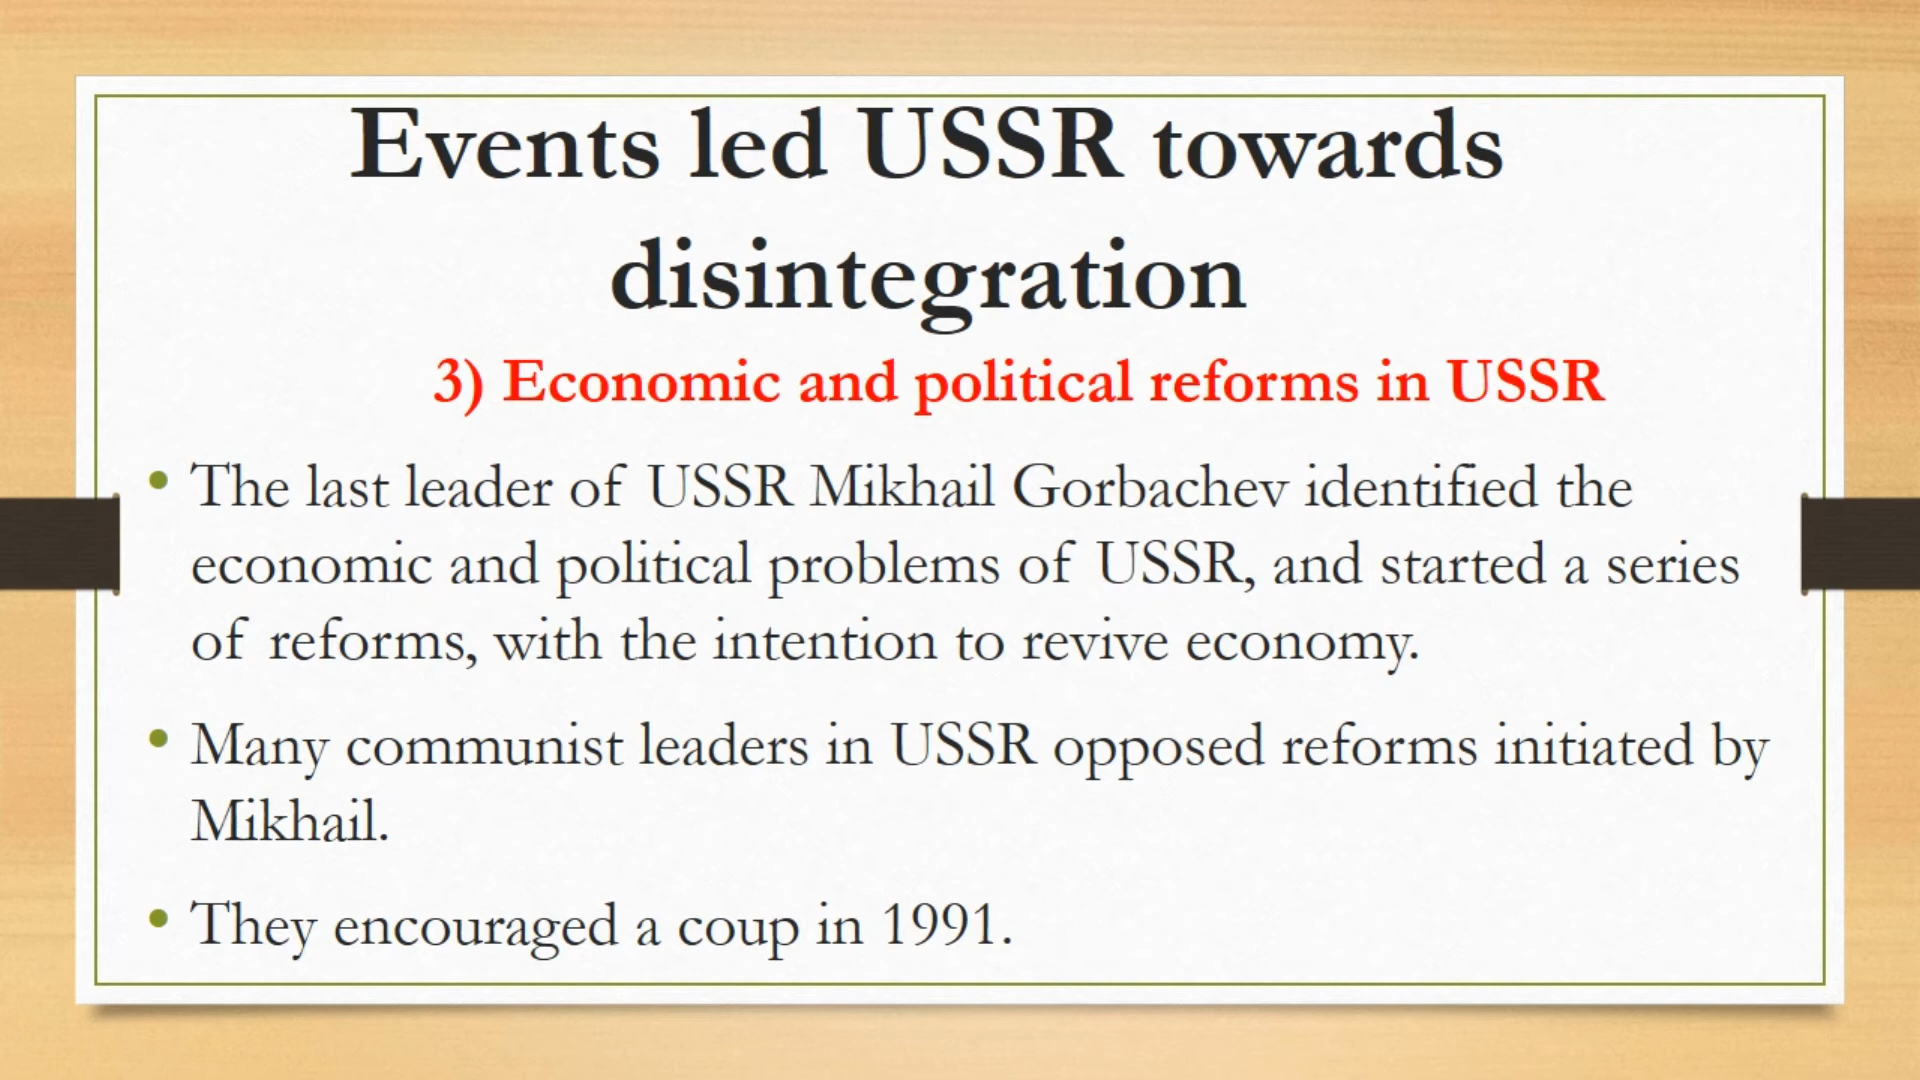 Events led USSR towards
disintegration
3) Economic and political reforms in USSR
• The last leader of USSR Mikhail Gorbachev identified the
economic and political problems of USSR, and started a series
of reforms, with the intention to revive economy.
• Many communist leaders in USSR opposed reforms initiated by
Mikhail.
• They encouraged a coup in 1991.